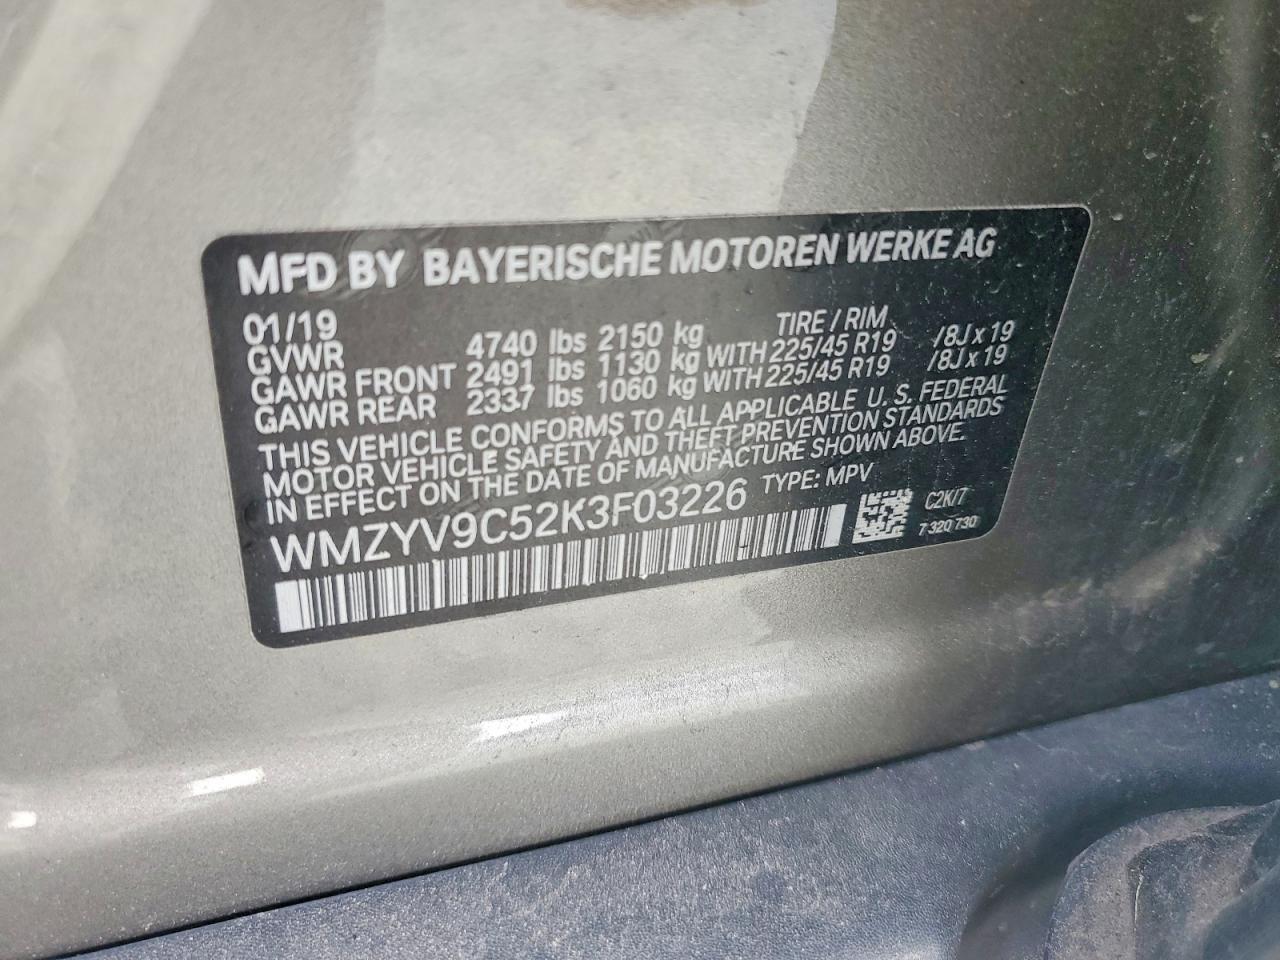 MFD BY BAYERISCHE MOTOREN WERKE AG
01/19 TIRE / RIM
GVWR 4740 lbs 2150 kg
GAWR FRONT 2491 lbs 1130 kg WITH 225/45 R19 /8J x 19
GAWR REAR 2337 lbs 1060 kg WITH 225/45 R19 /8J x 19
THIS VEHICLE CONFORMS TO ALL APPLICABLE U.S. FEDERAL
MOTOR VEHICLE SAFETY AND THEFT PREVENTION STANDARDS
IN EFFECT ON THE DATE OF MANUFACTURE SHOWN ABOVE.
WMZYV9C52K3F03226 TYPE: MPV
C2K/7
7 320 730